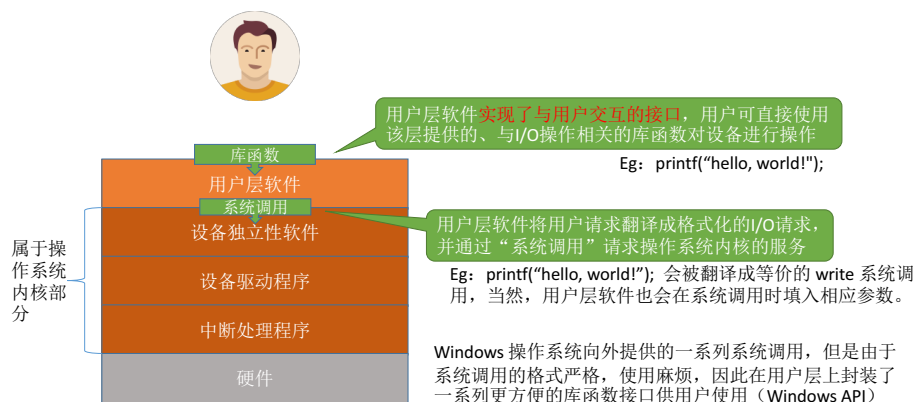 用户层软件实现了与用户交互的接口，用户可直接使用
该层提供的、与I/O操作相关的库函数对设备进行操作
库函数
Eg：printf(“hello, world!");
用户层软件
系统调用
设备独立性软件
用户层软件将用户请求翻译成格式化的I/O请求，
并通过“系统调用”请求操作系统内核的服务
属于操
作系统
内核部
分
设备驱动程序
Eg：printf(“hello, world!”); 会被翻译成等价的 write 系统调
用，当然，用户层软件也会在系统调用时填入相应参数。
中断处理程序
硬件
Windows 操作系统向外提供的一系列系统调用，但是由于
系统调用的格式严格，使用麻烦，因此在用户层上封装了
一系列更方便的库函数接口供用户使用（Windows API）